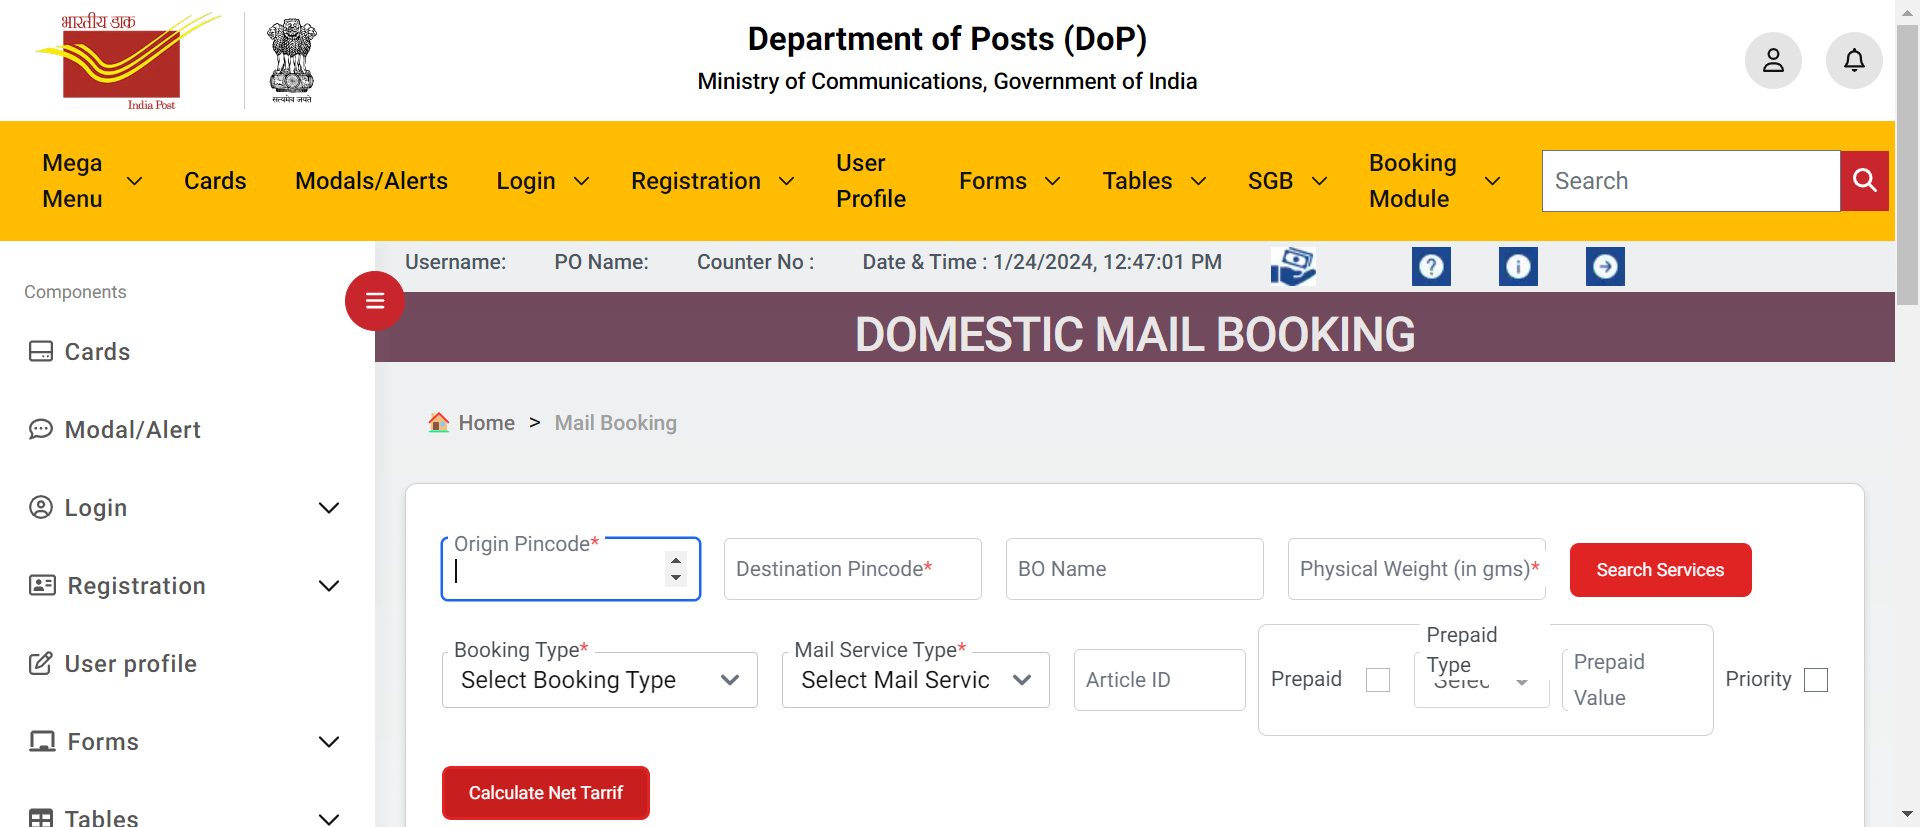 भारतीय डाक
India Post
सत्यमेव जयते
Department of Posts (DoP)
Ministry of Communications, Government of India
Mega Menu
Cards
Modals/Alerts
Login
Registration
User Profile
Forms
Tables
SGB
Booking Module
Search
Username:
PO Name:
Counter No :
Date & Time : 1/24/2024, 12:47:01 PM
DOMESTIC MAIL BOOKING
Components
Cards
Modal/Alert
Login
Registration
User profile
Forms
Tables
Home > Mail Booking
Origin Pincode*
Destination Pincode*
BO Name
Physical Weight (in gms)*
Search Services
Booking Type*
Select Booking Type
Mail Service Type*
Select Mail Servic
Article ID
Prepaid
Prepaid Type
Selec
Prepaid Value
Priority
Calculate Net Tarrif